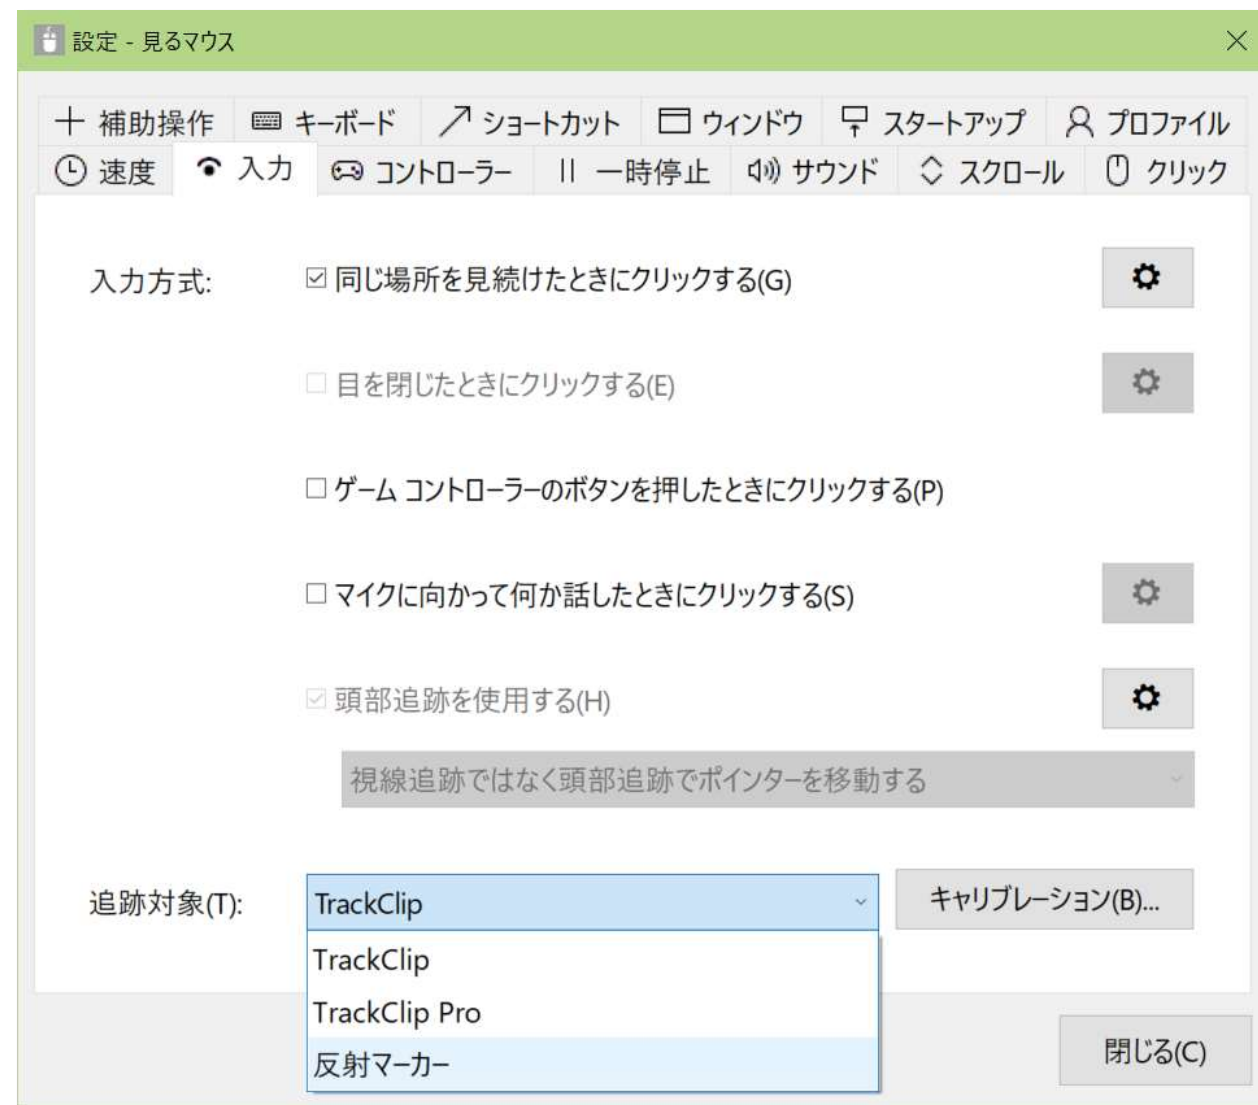 設定 - 見るマウス
補助操作 キーボード ショートカット ウィンドウ スタートアップ プロファイル
速度 入力 コントローラー 一時停止 サウンド スクロール クリック
入力方式: 同じ場所を見続けたときにクリックする(G)
目を閉じたときにクリックする(E)
ゲーム コントローラーのボタンを押したときにクリックする(P)
マイクに向かって何か話したときにクリックする(S)
頭部追跡を使用する(H)
視線追跡ではなく頭部追跡でポインターを移動する
追跡対象(T): TrackClip キャリブレーション(B)...
TrackClip
TrackClip Pro
反射マーカー
閉じる(C)